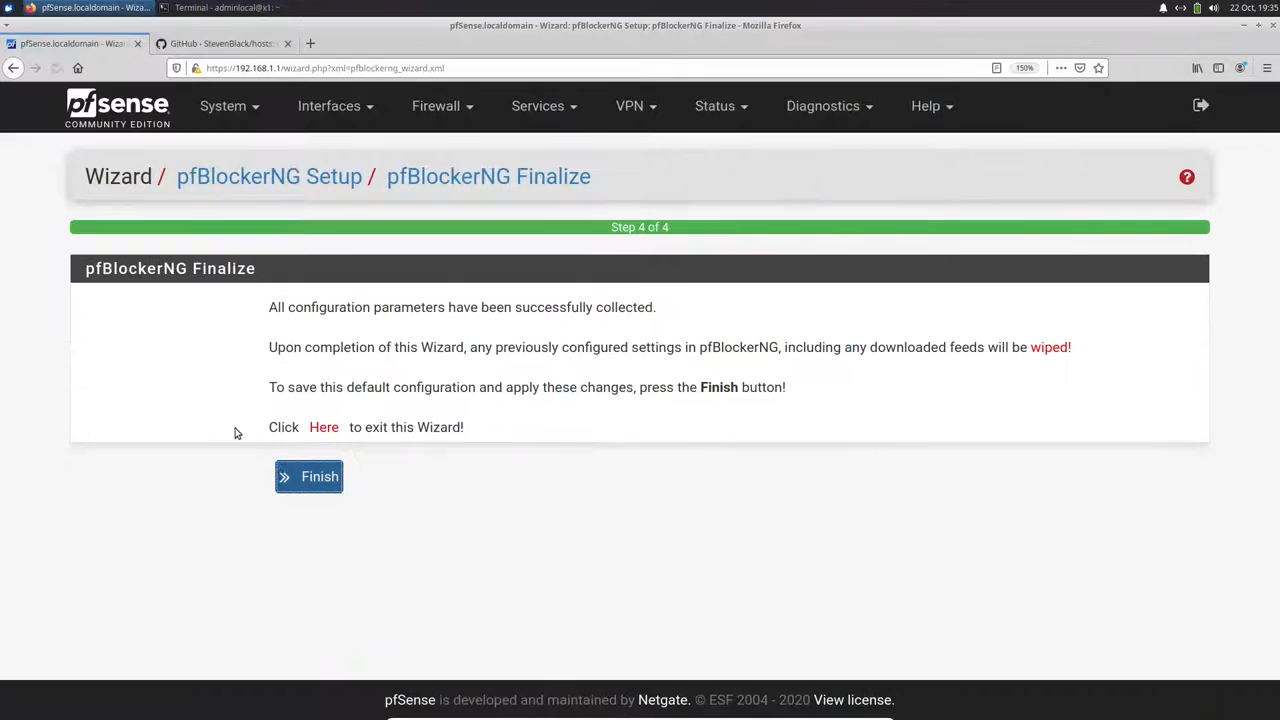 pfSense.localdomain - Wiza...
Terminal - adminlocal@x1: ~
22 Oct, 19:35
pfSense.localdomain - Wizard: pfBlockerNG Setup: pfBlockerNG Finalize - Mozilla Firefox
pfSense.localdomain - Wizar
GitHub - StevenBlack/hosts:
https://192.168.1.1/wizard.php?xml=pfblockerng_wizard.xml
150%
pfsense
COMMUNITY EDITION
System
Interfaces
Firewall
Services
VPN
Status
Diagnostics
Help
Wizard / pfBlockerNG Setup / pfBlockerNG Finalize
Step 4 of 4
pfBlockerNG Finalize
All configuration parameters have been successfully collected.
Upon completion of this Wizard, any previously configured settings in pfBlockerNG, including any downloaded feeds will be wiped!
To save this default configuration and apply these changes, press the Finish button!
Click Here to exit this Wizard!
Finish
pfSense is developed and maintained by Netgate. © ESF 2004 - 2020 View license.